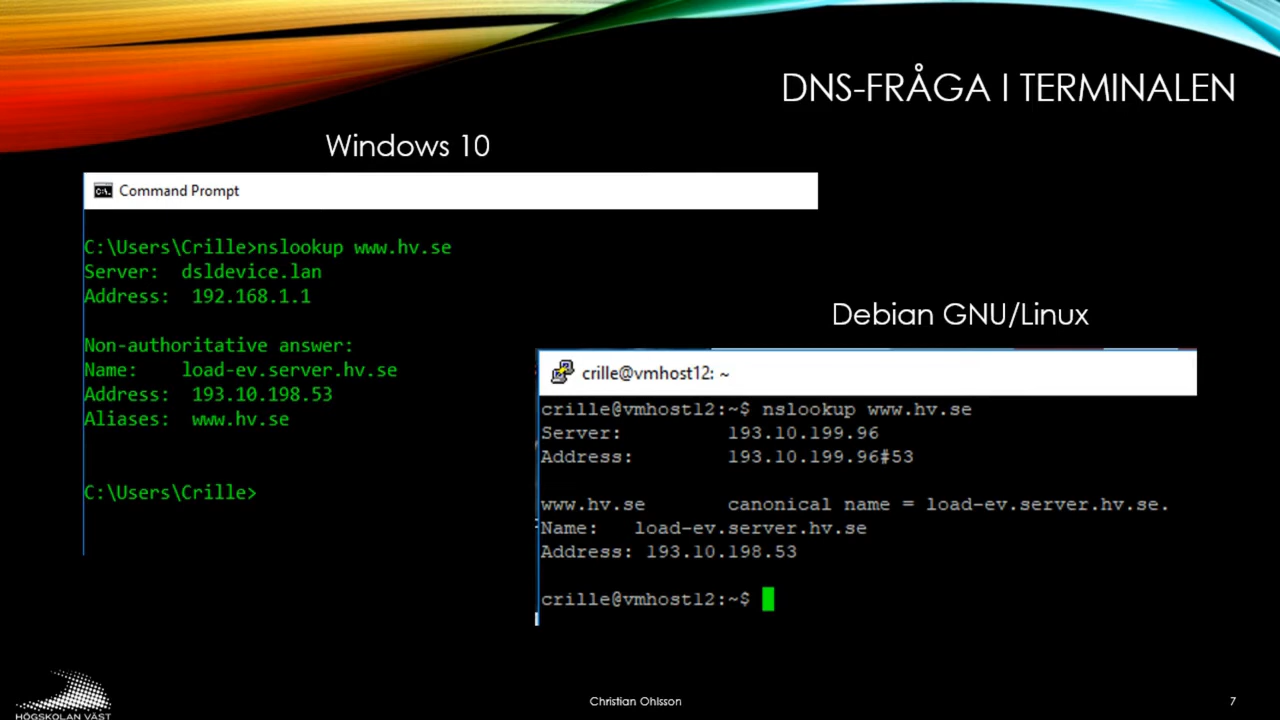 DNS-FRÅGA I TERMINALEN
Windows 10
Command Prompt
C:\Users\Crille>nslookup www.hv.se
Server:  dsldevice.lan
Address:  192.168.1.1
Non-authoritative answer:
Name:    load-ev.server.hv.se
Address:  193.10.198.53
Aliases:  www.hv.se
C:\Users\Crille>
Debian GNU/Linux
crille@vmhost12: ~
crille@vmhost12:~$ nslookup www.hv.se
Server:         193.10.199.96
Address:        193.10.199.96#53
www.hv.se       canonical name = load-ev.server.hv.se.
Name:   load-ev.server.hv.se
Address: 193.10.198.53
crille@vmhost12:~$
HÖGSKOLAN VÄST
Christian Ohlsson
7